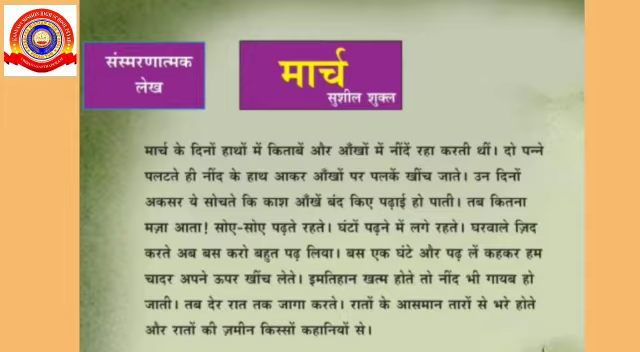 संस्मरणात्मक
लेख
मार्च
सुशील शुक्ल
मार्च के दिनों हाथों में किताबें और आँखों में नींदें रहा करती थीं। दो पन्ने
पलटते ही नींद के हाथ आकर आँखों पर पलकें खींच जाते। उन दिनों
अकसर ये सोचते कि काश आँखें बंद किए पढ़ाई हो पाती। तब कितना
मज़ा आता! सोए-सोए पढ़ते रहते। घंटों पढ़ने में लगे रहते। घरवाले ज़िद
करते अब बस करो बहुत पढ़ लिया। बस एक घंटे और पढ़ लें कहकर हम
चादर अपने ऊपर खींच लेते। इमतिहान खत्म होते तो नींद भी गायब हो
जाती। तब देर रात तक जागा करते। रातों के आसमान तारों से भरे होते
और रातों की ज़मीन किस्सों कहानियों से।